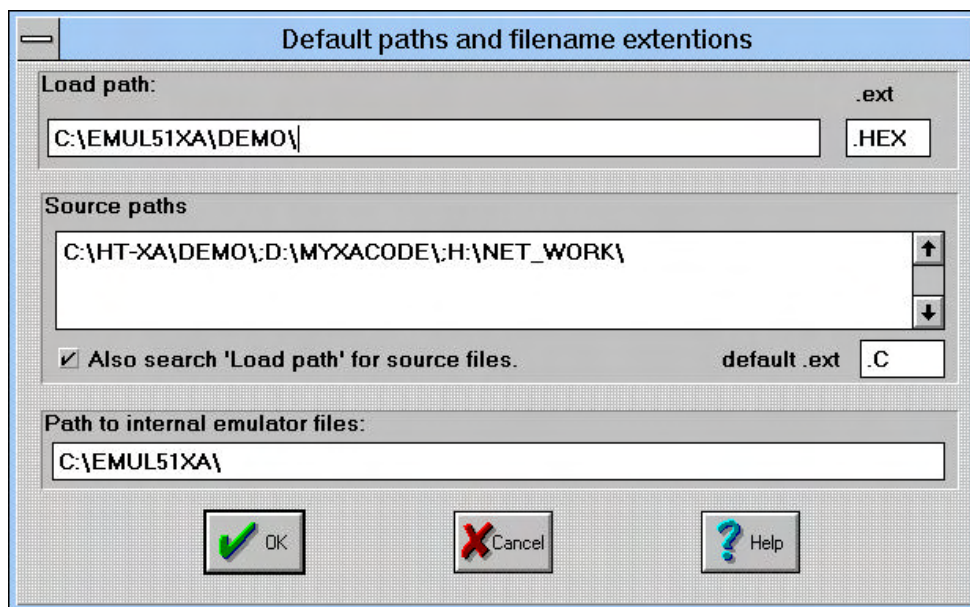 Default paths and filename extentions
Load path:
.ext
C:\EMUL51XA\DEMO\
.HEX
Source paths
C:\HT-XA\DEMO\;D:\MYXACODE\;H:\NET_WORK\
Also search 'Load path' for source files.
default .ext
.C
Path to internal emulator files:
C:\EMUL51XA\
OK
Cancel
Help